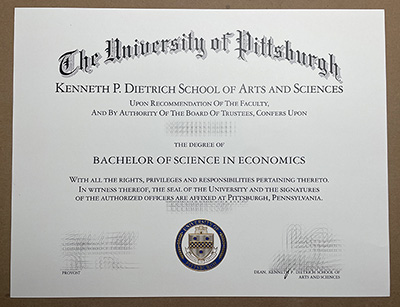 The University of Pittsburgh
KENNETH P. DIETRICH SCHOOL OF ARTS AND SCIENCES
UPON RECOMMENDATION OF THE FACULTY,
AND BY AUTHORITY OF THE BOARD OF TRUSTEES, CONFERS UPON
THE DEGREE OF
BACHELOR OF SCIENCE IN ECONOMICS
WITH ALL THE RIGHTS, PRIVILEGES AND RESPONSIBILITIES PERTAINING THERETO.
IN WITNESS THEREOF, THE SEAL OF THE UNIVERSITY AND THE SIGNATURES
OF THE AUTHORIZED OFFICERS ARE AFFIXED AT PITTSBURGH, PENNSYLVANIA.
PROVOST
DEAN, KENNETH P. DIETRICH SCHOOL OF
ARTS AND SCIENCES